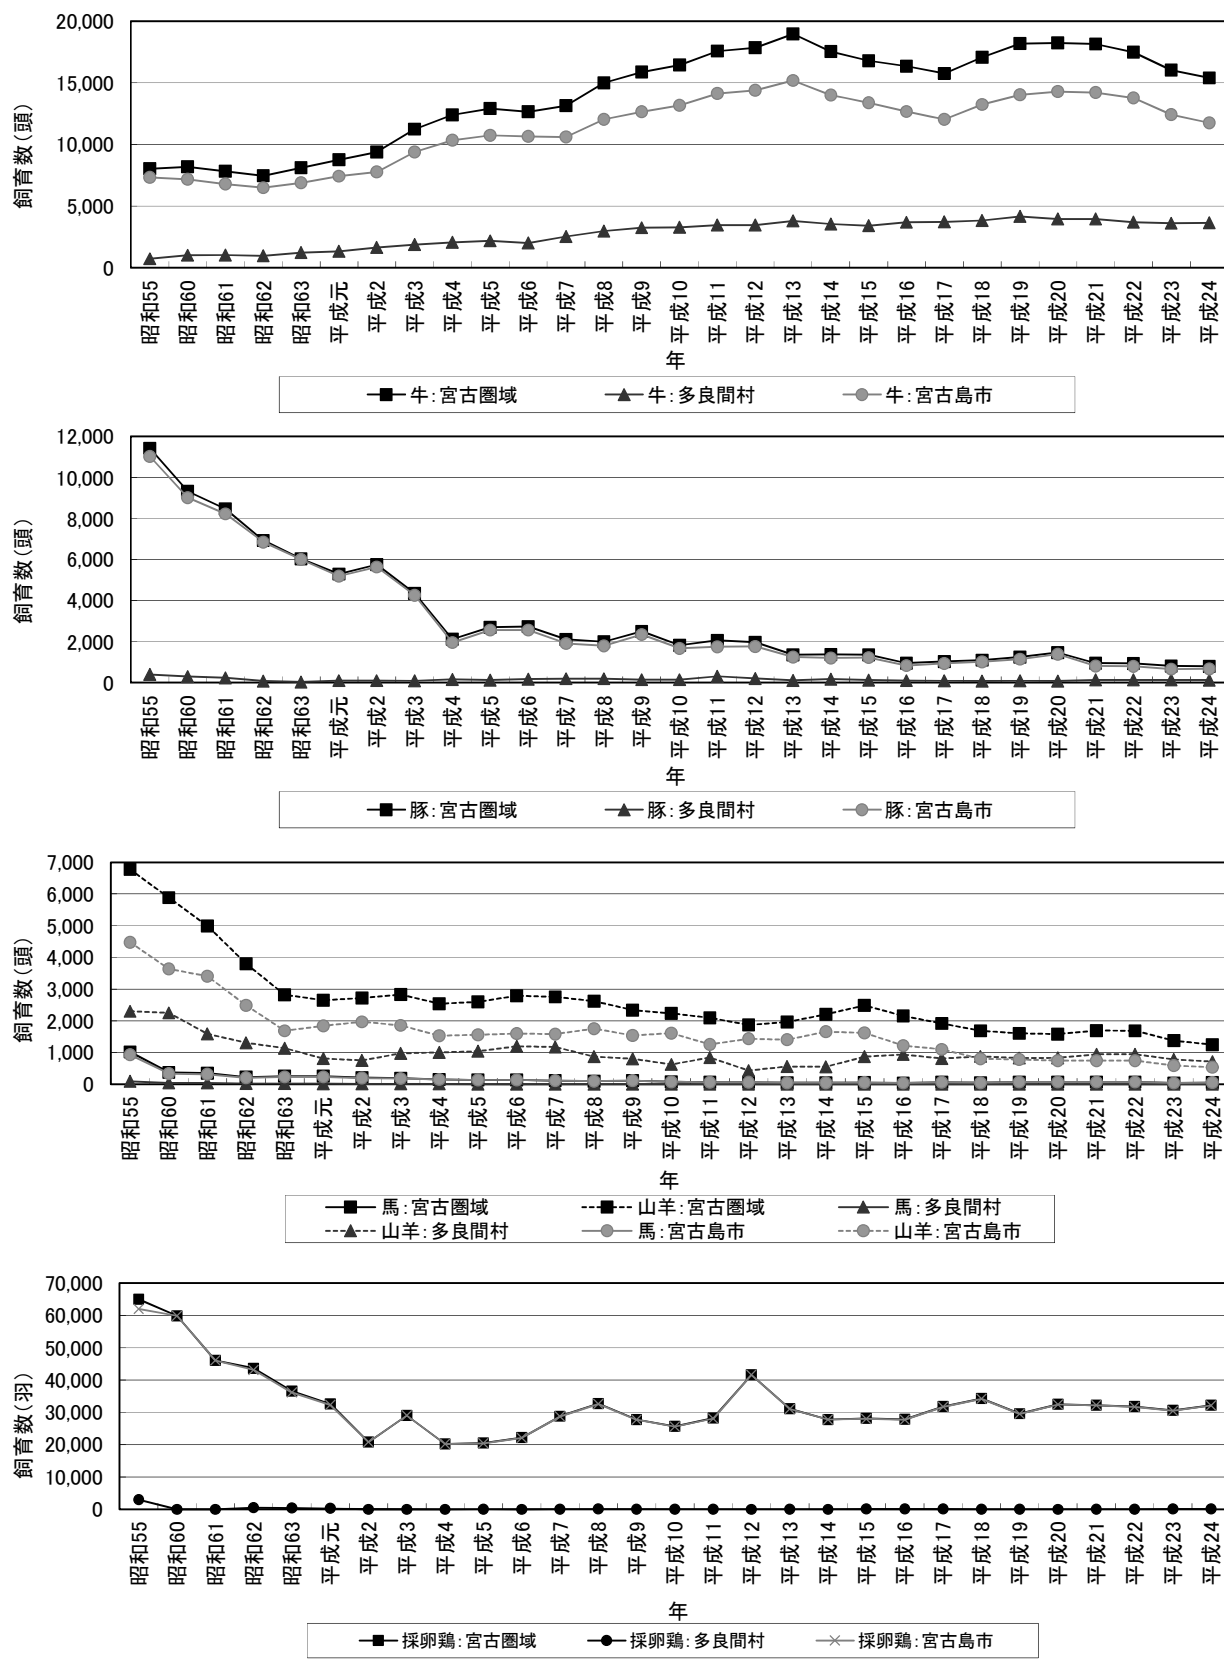 20,000
15,000
10,000
5,000
0
飼育数(頭)
昭和55
昭和60
昭和61
昭和62
昭和63
平成元
平成2
平成3
平成4
平成5
平成6
平成7
平成8
平成9
平成10
平成11
平成12
平成13
平成14
平成15
平成16
平成17
平成18
平成19
平成20
平成21
平成22
平成23
平成24
年
牛:宮古圏域 牛:多良間村 牛:宮古島市
12,000
10,000
8,000
6,000
4,000
2,000
0
飼育数(頭)
昭和55
昭和60
昭和61
昭和62
昭和63
平成元
平成2
平成3
平成4
平成5
平成6
平成7
平成8
平成9
平成10
平成11
平成12
平成13
平成14
平成15
平成16
平成17
平成18
平成19
平成20
平成21
平成22
平成23
平成24
年
豚:宮古圏域 豚:多良間村 豚:宮古島市
7,000
6,000
5,000
4,000
3,000
2,000
1,000
0
飼育数(頭)
昭和55
昭和60
昭和61
昭和62
昭和63
平成元
平成2
平成3
平成4
平成5
平成6
平成7
平成8
平成9
平成10
平成11
平成12
平成13
平成14
平成15
平成16
平成17
平成18
平成19
平成20
平成21
平成22
平成23
平成24
年
馬:宮古圏域 山羊:宮古圏域 馬:多良間村
山羊:多良間村 馬:宮古島市 山羊:宮古島市
70,000
60,000
50,000
40,000
30,000
20,000
10,000
0
飼育数(羽)
昭和55
昭和60
昭和61
昭和62
昭和63
平成元
平成2
平成3
平成4
平成5
平成6
平成7
平成8
平成9
平成10
平成11
平成12
平成13
平成14
平成15
平成16
平成17
平成18
平成19
平成20
平成21
平成22
平成23
平成24
年
採卵鶏:宮古圏域 採卵鶏:多良間村 採卵鶏:宮古島市